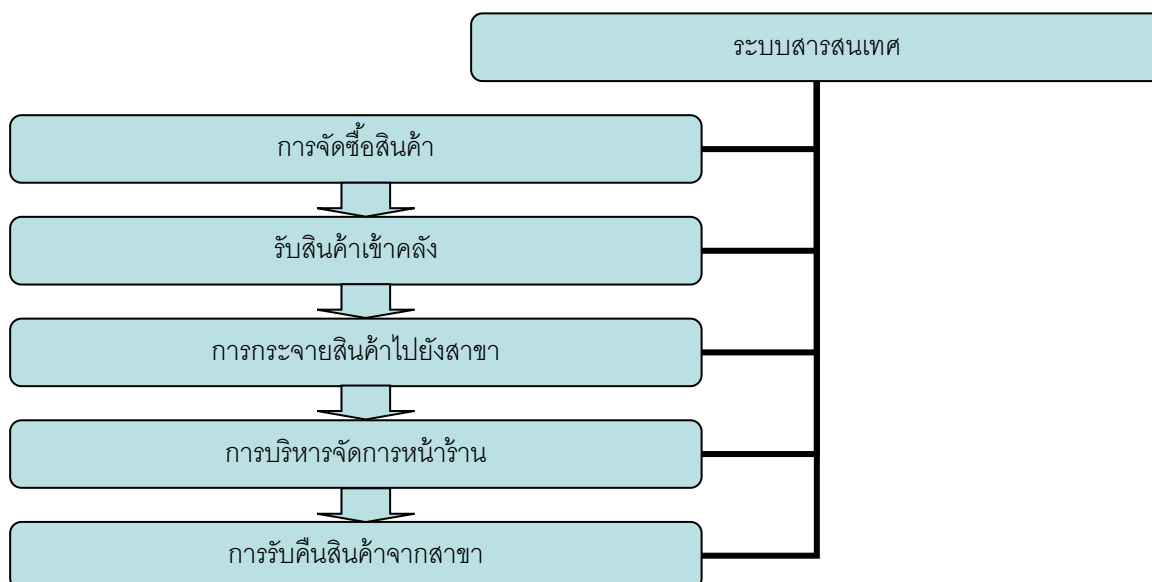 ระบบสารสนเทศ
การจัดซื้อสินค้า
รับสินค้าเข้าคลัง
การกระจายสินค้าไปยังสาขา
การบริหารจัดการหน้าร้าน
การรับคืนสินค้าจากสาขา